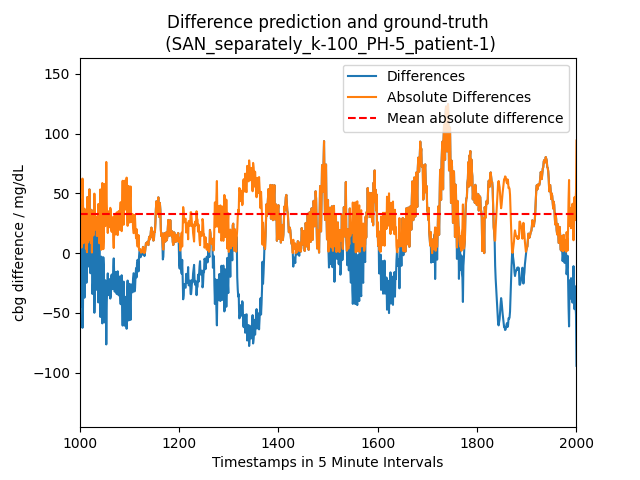 Difference prediction and ground-truth
(SAN_separately_k-100_PH-5_patient-1)
Differences
Absolute Differences
Mean absolute difference
cbg difference / mg/dL
150
100
50
0
−50
−100
1000
1200
1400
1600
1800
2000
Timestamps in 5 Minute Intervals